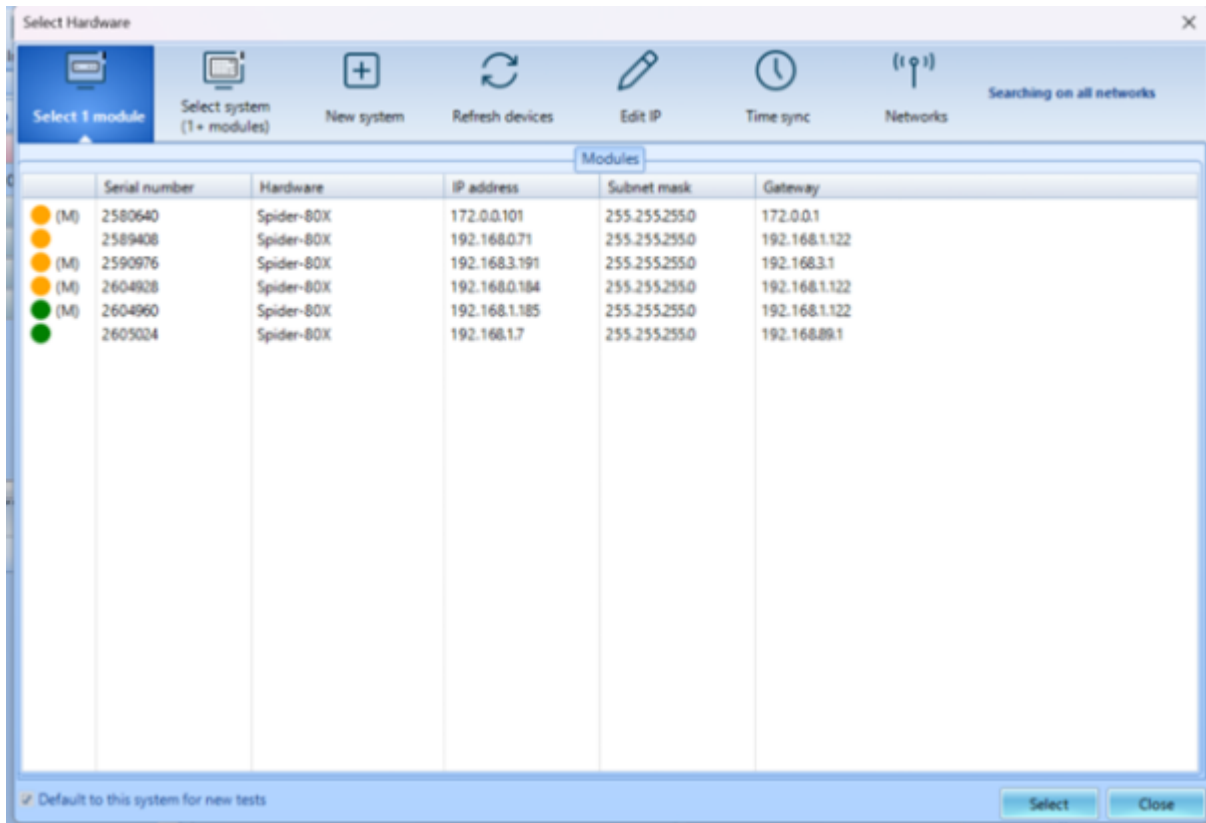 Select Hardware
Select 1 module
Select system
(1+ modules)
New system
Refresh devices
Edit IP
Time sync
Networks
Searching on all networks
Modules
Serial number Hardware IP address Subnet mask Gateway
(M) 2580640 Spider-80X 172.0.0.101 255.255.255.0 172.0.0.1
2589408 Spider-80X 192.168.0.71 255.255.255.0 192.168.1.122
(M) 2590976 Spider-80X 192.168.3.191 255.255.255.0 192.168.3.1
(M) 2604928 Spider-80X 192.168.0.184 255.255.255.0 192.168.1.122
(M) 2604960 Spider-80X 192.168.1.185 255.255.255.0 192.168.1.122
2605024 Spider-80X 192.168.1.7 255.255.255.0 192.168.89.1
Default to this system for new tests
Select Close